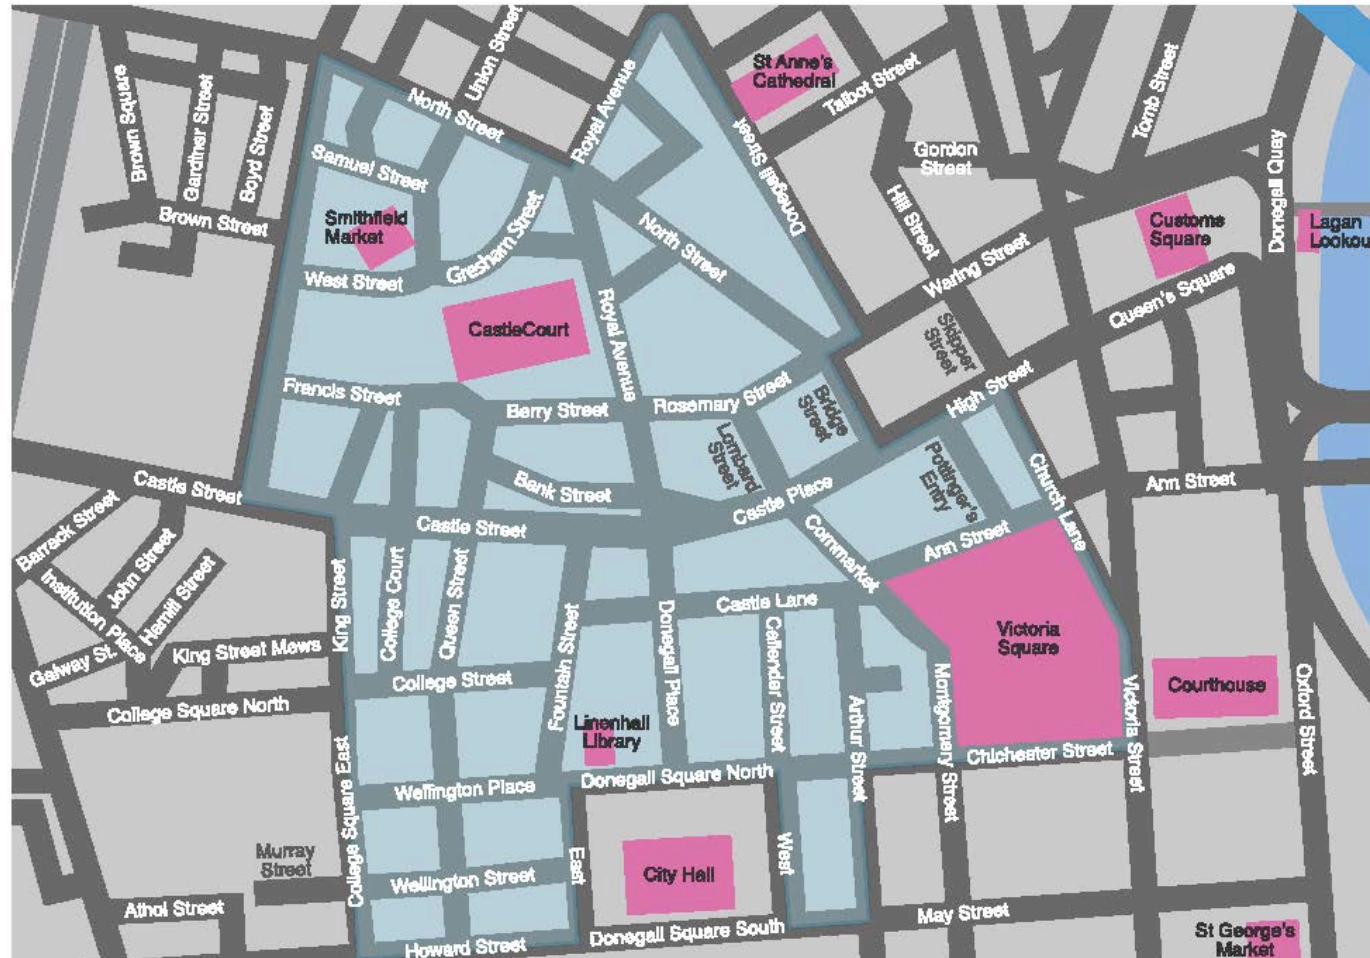 Union Street
Royal Avenue
St Anne's
Cathedral
Talbot Street
Tomb Street
Brown Square
Gardiner Street
Boyd Street
North Street
Donegall Street
Gordon
Street
Donegall Quay
Samuel Street
Hill Street
Brown Street
Smithfield
Market
Gresham Street
North Street
Customs
Square
Lagan
Lookou
West Street
Waring Street
Queen's Square
CastleCourt
Royal Avenue
Skipper
Street
Francis Street
Berry Street
Rosemary Street
Bridge
Street
High Street
Lombard
Street
Castle Street
Bank Street
Castle Place
Pottinger's
Entry
Church Lane
Ann Street
Barrack Street
Castle Street
Cornmarket
Ann Street
John Street
Institution Place
Hamill Street
King Street
College Court
Queen Street
Fountain Street
Donegall Place
Castle Lane
Callender Street
Victoria
Square
Galway St.
King Street Mews
College Street
Montgomary Street
Arthur Street
Victoria Street
Courthouse
Oxford Street
College Square North
Linenhall
Library
College Square East
Wellington Place
Donegall Square North
Chichester Street
Murray
Street
Wellington Street
East
City Hall
West
Athol Street
May Street
Howard Street
Donegall Square South
St George's
Market